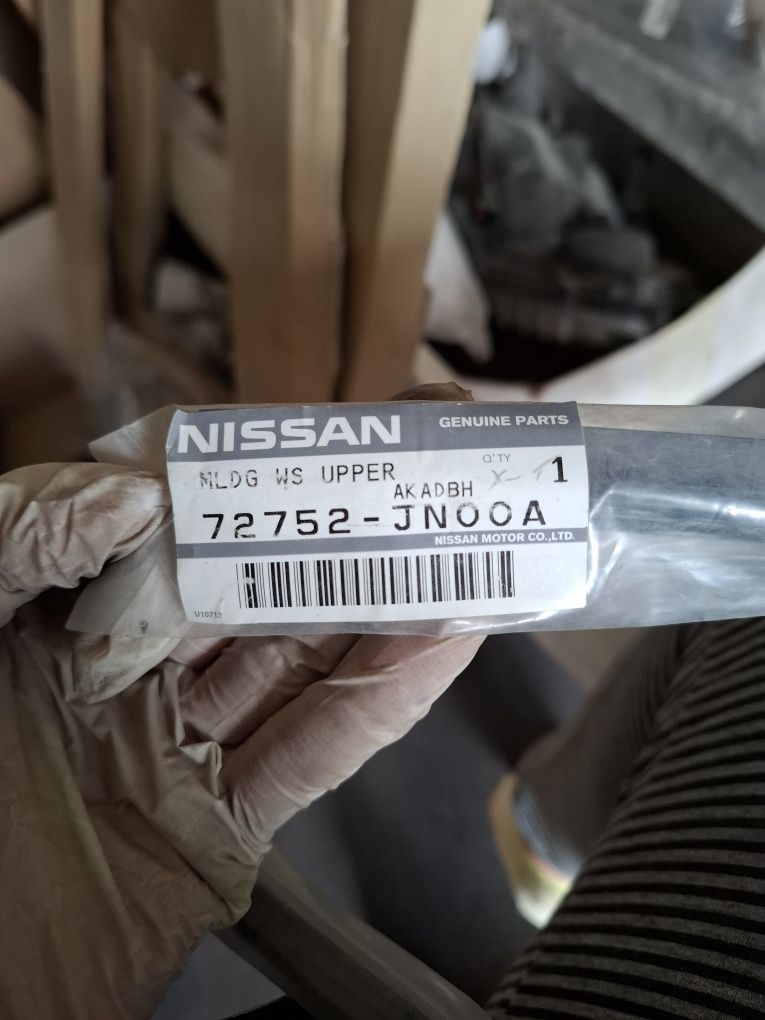 NISSAN GENUINE PARTS
MLDG WS UPPER Q'TY 1
AKADBH
72752-JN00A
NISSAN MOTOR CO.,LTD.